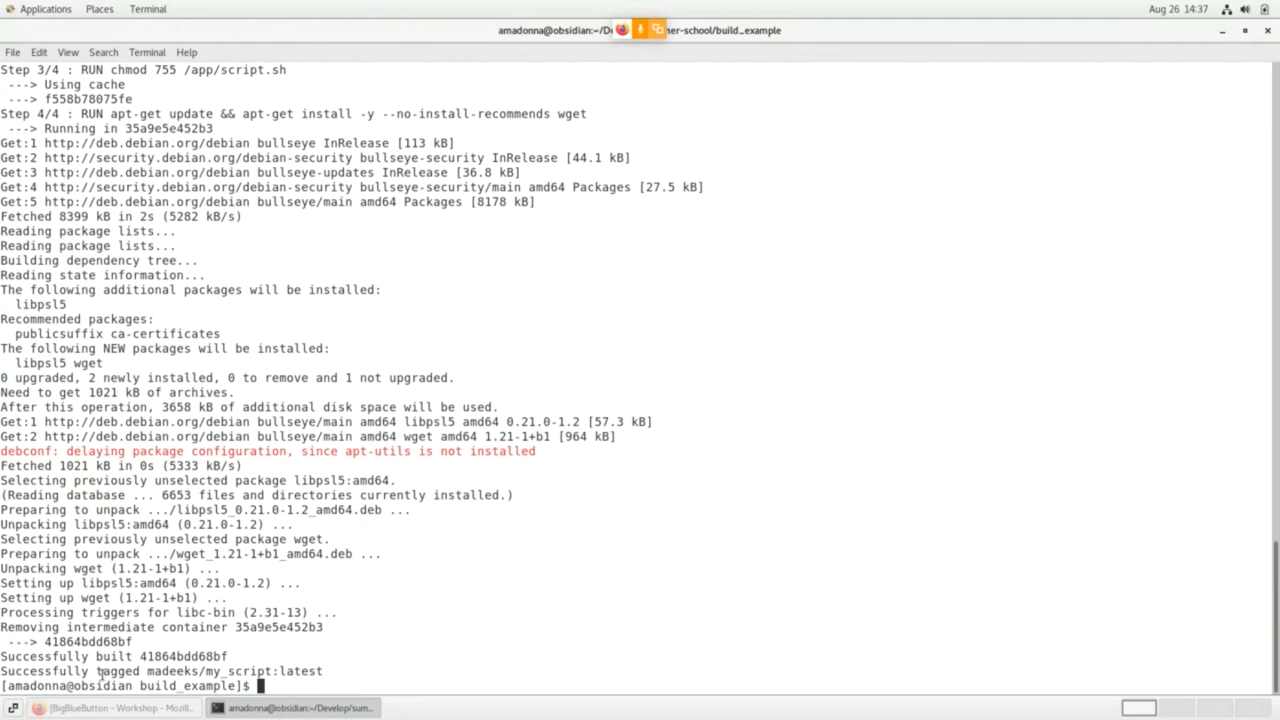 Applications Places Terminal Aug 26 14:37
amadonna@obsidian:~/De ner-school/build_example
File Edit View Search Terminal Help
Step 3/4 : RUN chmod 755 /app/script.sh
---> Using cache
---> f558b78075fe
Step 4/4 : RUN apt-get update && apt-get install -y --no-install-recommends wget
---> Running in 35a9e5e452b3
Get:1 http://deb.debian.org/debian bullseye InRelease [113 kB]
Get:2 http://security.debian.org/debian-security bullseye-security InRelease [44.1 kB]
Get:3 http://deb.debian.org/debian bullseye-updates InRelease [36.8 kB]
Get:4 http://security.debian.org/debian-security bullseye-security/main amd64 Packages [27.5 kB]
Get:5 http://deb.debian.org/debian bullseye/main amd64 Packages [8178 kB]
Fetched 8399 kB in 2s (5282 kB/s)
Reading package lists...
Reading package lists...
Building dependency tree...
Reading state information...
The following additional packages will be installed:
libpsl5
Recommended packages:
publicsuffix ca-certificates
The following NEW packages will be installed:
libpsl5 wget
0 upgraded, 2 newly installed, 0 to remove and 1 not upgraded.
Need to get 1021 kB of archives.
After this operation, 3658 kB of additional disk space will be used.
Get:1 http://deb.debian.org/debian bullseye/main amd64 libpsl5 amd64 0.21.0-1.2 [57.3 kB]
Get:2 http://deb.debian.org/debian bullseye/main amd64 wget amd64 1.21-1+b1 [964 kB]
debconf: delaying package configuration, since apt-utils is not installed
Fetched 1021 kB in 0s (5333 kB/s)
Selecting previously unselected package libpsl5:amd64.
(Reading database ... 6653 files and directories currently installed.)
Preparing to unpack .../libpsl5_0.21.0-1.2_amd64.deb ...
Unpacking libpsl5:amd64 (0.21.0-1.2) ...
Selecting previously unselected package wget.
Preparing to unpack .../wget_1.21-1+b1_amd64.deb ...
Unpacking wget (1.21-1+b1) ...
Setting up libpsl5:amd64 (0.21.0-1.2) ...
Setting up wget (1.21-1+b1) ...
Processing triggers for libc-bin (2.31-13) ...
Removing intermediate container 35a9e5e452b3
---> 41864bdd68bf
Successfully built 41864bdd68bf
Successfully tagged madeeks/my_script:latest
[amadonna@obsidian build_example]$
[BigBlueButton - Workshop - Mozill... amadonna@obsidian:~/Develop/sum...